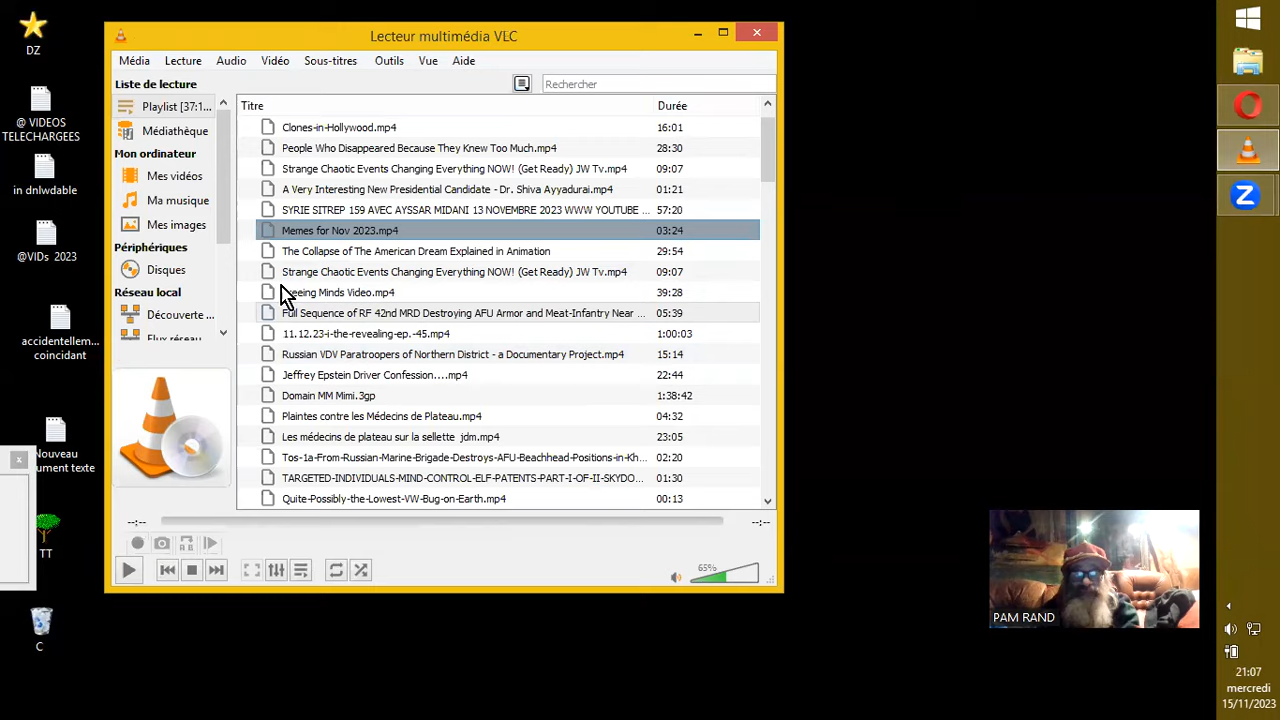 DZ
@ VIDEOS
TELECHARGEES
in dnlwdable
@VIDs 2023
accidentellem...
coincidant
Nouveau
ument texte
x
TT
C
Lecteur multimédia VLC
Média Lecture Audio Vidéo Sous-titres Outils Vue Aide
Liste de lecture
Rechercher
Playlist [37:1...
Médiathèque
Mon ordinateur
Mes vidéos
Ma musique
Mes images
Périphériques
Disques
Réseau local
Découverte ...
Flux réseau
Titre Durée
Clones-in-Hollywood.mp4 16:01
People Who Disappeared Because They Knew Too Much.mp4 28:30
Strange Chaotic Events Changing Everything NOW! (Get Ready) JW Tv.mp4 09:07
A Very Interesting New Presidential Candidate - Dr. Shiva Ayyadurai.mp4 01:21
SYRIE SITREP 159 AVEC AYSSAR MIDANI 13 NOVEMBRE 2023 WWW YOUTUBE ... 57:20
Memes for Nov 2023.mp4 03:24
The Collapse of The American Dream Explained in Animation 29:54
Strange Chaotic Events Changing Everything NOW! (Get Ready) JW Tv.mp4 09:07
eeing Minds Video.mp4 39:28
Full Sequence of RF 42nd MRD Destroying AFU Armor and Meat-Infantry Near ... 05:39
11.12.23-i-the-revealing-ep.-45.mp4 1:00:03
Russian VDV Paratroopers of Northern District - a Documentary Project.mp4 15:14
Jeffrey Epstein Driver Confession....mp4 22:44
Domain MM Mimi.3gp 1:38:42
Plaintes contre les Médecins de Plateau.mp4 04:32
Les médecins de plateau sur la sellette jdm.mp4 23:05
Tos-1a-From-Russian-Marine-Brigade-Destroys-AFU-Beachhead-Positions-in-Kh... 02:20
TARGETED-INDIVIDUALS-MIND-CONTROL-ELF-PATENTS-PART-I-OF-II-SKYDO... 01:30
Quite-Possibly-the-Lowest-VW-Bug-on-Earth.mp4 00:13
--:-- --:--
65%
PAM RAND
21:07
mercredi
15/11/2023